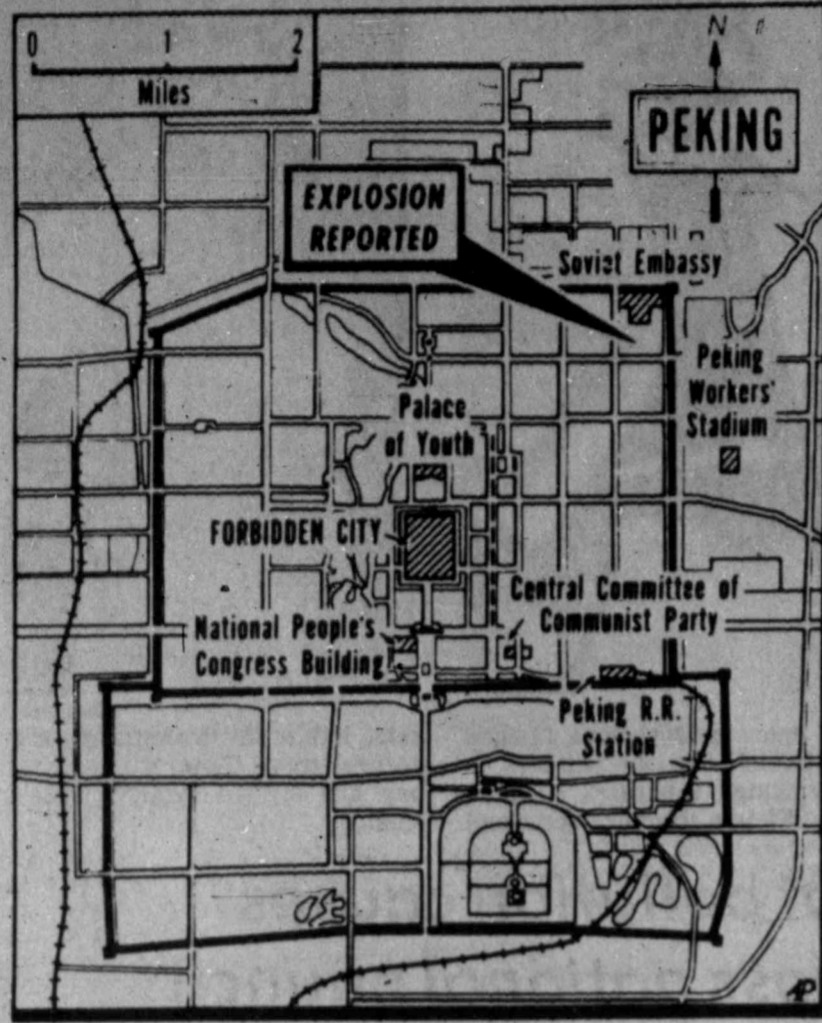 0 1 2
Miles
N
PEKING
EXPLOSION
REPORTED
Soviet Embassy
Peking
Workers'
Stadium
Palace
of Youth
FORBIDDEN CITY
Central Committee of
Communist Party
National People's
Congress Building
Peking R.R.
Station
AP